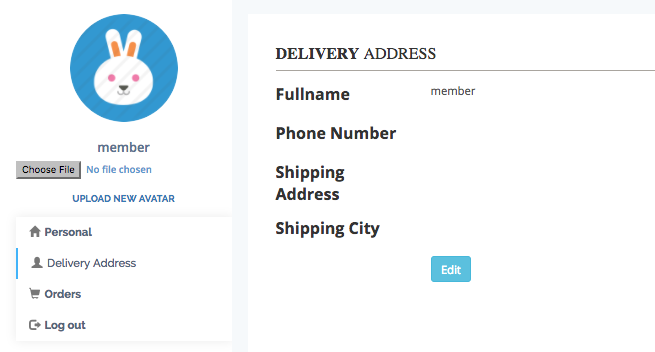 member
Choose File No file chosen
UPLOAD NEW AVATAR
Personal
Delivery Address
Orders
Log out
DELIVERY ADDRESS
Fullname member
Phone Number
Shipping
Address
Shipping City
Edit